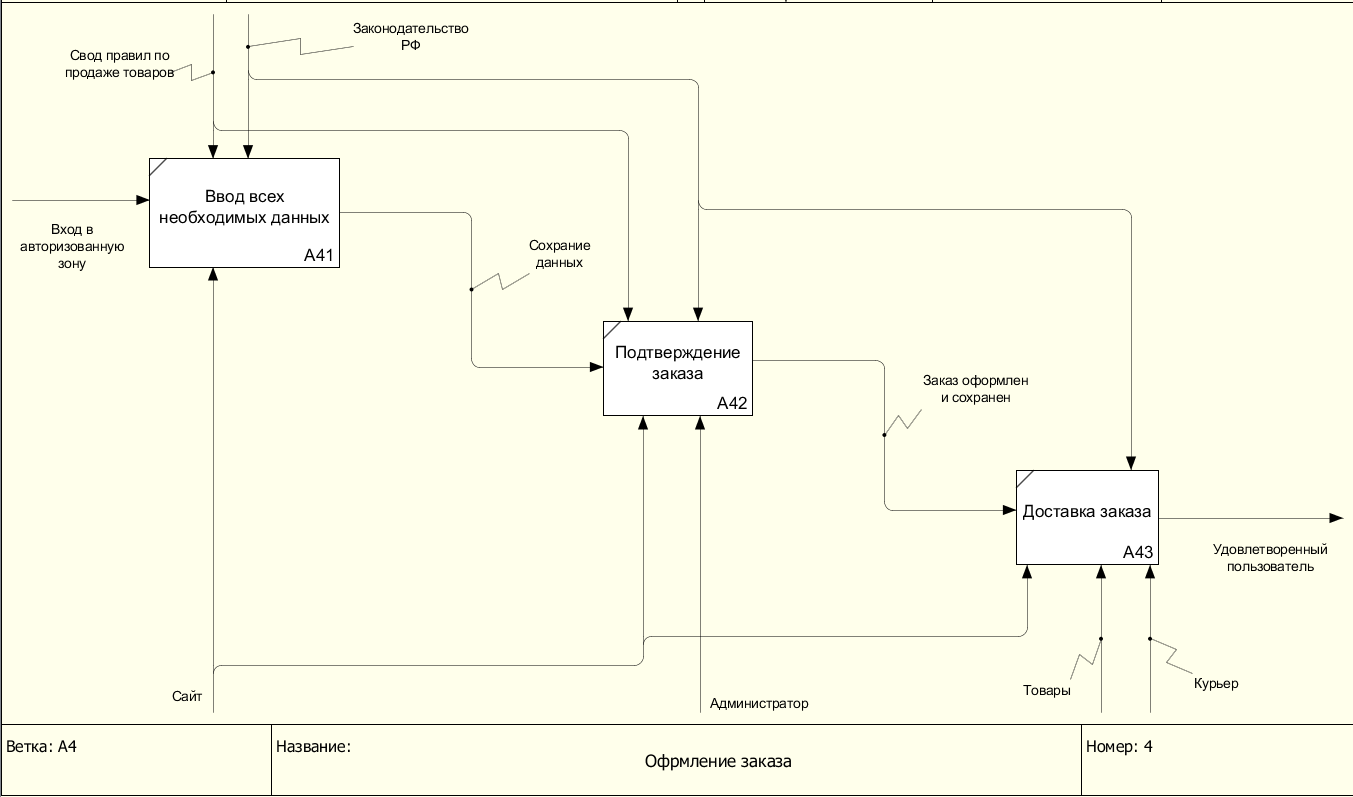 Законодательство
РФ
Свод правил по
продаже товаров
Ввод всех
необходимых данных
A41
Вход в
авторизованную
зону
Сохрание
данных
Подтверждение
заказа
A42
Заказ оформлен
и сохранен
Доставка заказа
A43
Удовлетворенный
пользователь
Сайт
Администратор
Товары
Курьер
Ветка: A4
Название:
Офрмление заказа
Номер: 4